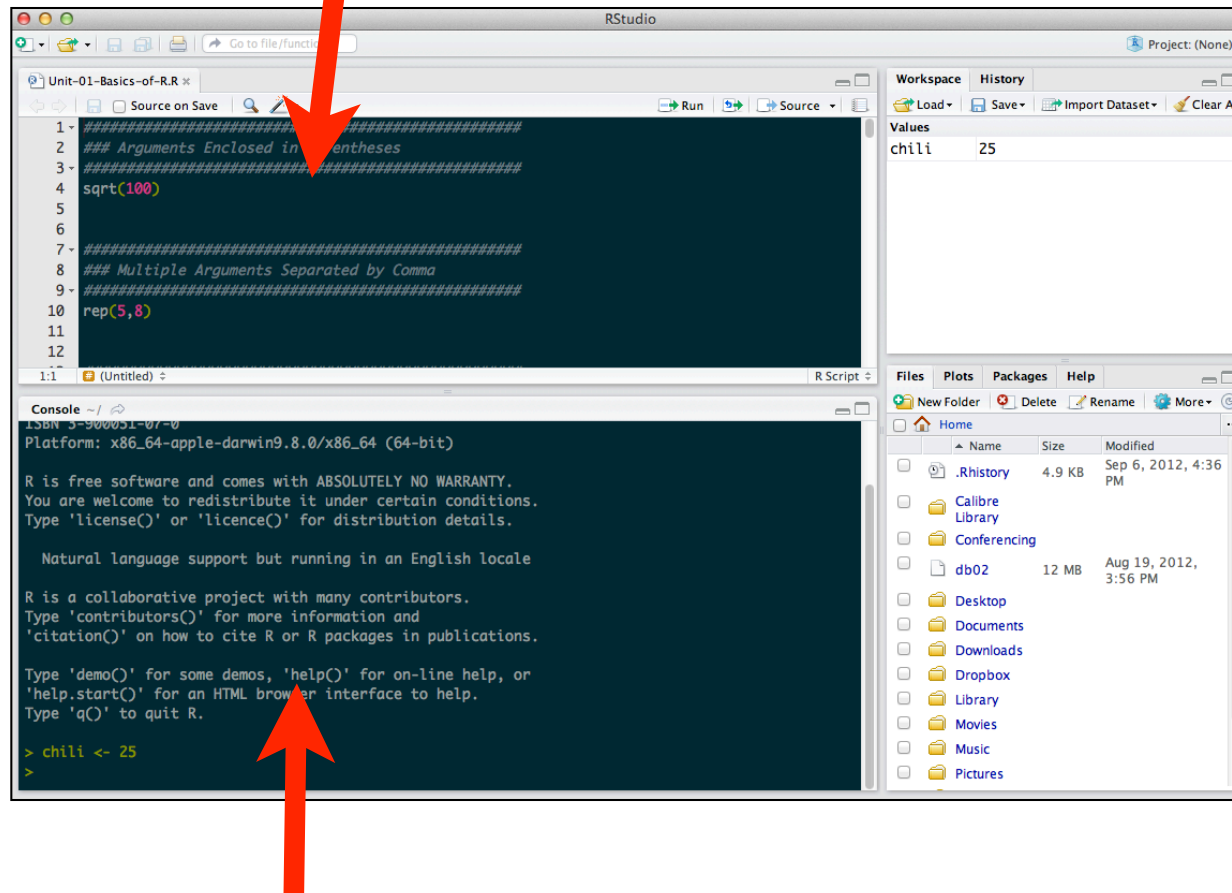 RStudio
Go to file/functi
Project: (None)
Unit-01-Basics-of-R.R
Source on Save
Run
Source
1 ####################################################
2 ### Arguments Enclosed in entheses
3 ####################################################
4 sqrt(100)
5
6
7 ####################################################
8 ### Multiple Arguments Separated by Comma
9 ####################################################
10 rep(5,8)
11
12
1:1 (Untitled) R Script
Workspace History
Load Save Import Dataset Clear A
Values
chili 25
Console ~/
ISBN 3-900051-07-0
Platform: x86_64-apple-darwin9.8.0/x86_64 (64-bit)
R is free software and comes with ABSOLUTELY NO WARRANTY.
You are welcome to redistribute it under certain conditions.
Type 'license()' or 'licence()' for distribution details.
Natural language support but running in an English locale
R is a collaborative project with many contributors.
Type 'contributors()' for more information and
'citation()' on how to cite R or R packages in publications.
Type 'demo()' for some demos, 'help()' for on-line help, or
'help.start()' for an HTML browser interface to help.
Type 'q()' to quit R.
> chili <- 25
>
Files Plots Packages Help
New Folder Delete Rename More
Home
Name Size Modified
.Rhistory 4.9 KB Sep 6, 2012, 4:36
PM
Calibre
Library
Conferencing
db02 12 MB Aug 19, 2012,
3:56 PM
Desktop
Documents
Downloads
Dropbox
Library
Movies
Music
Pictures